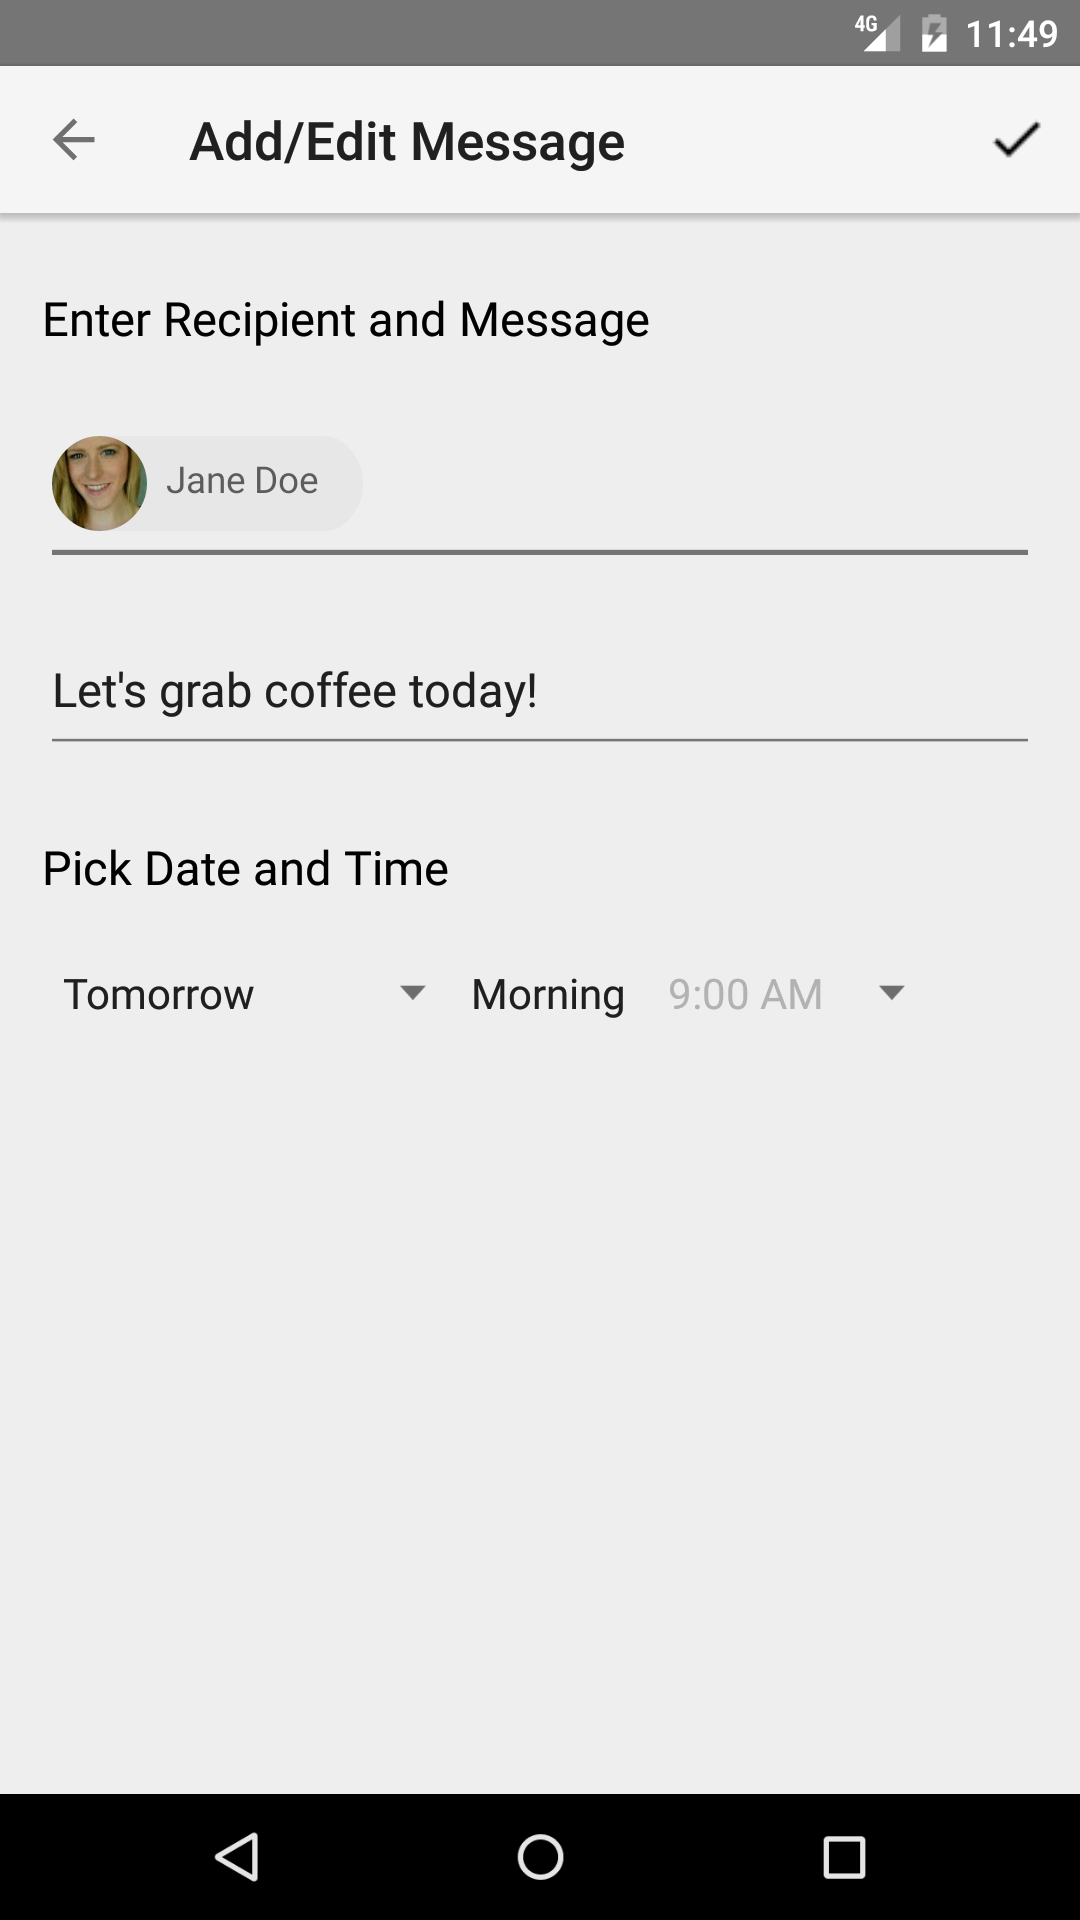 4G 11:49
Add/Edit Message
Enter Recipient and Message
Jane Doe
Let's grab coffee today!
Pick Date and Time
Tomorrow Morning 9:00 AM